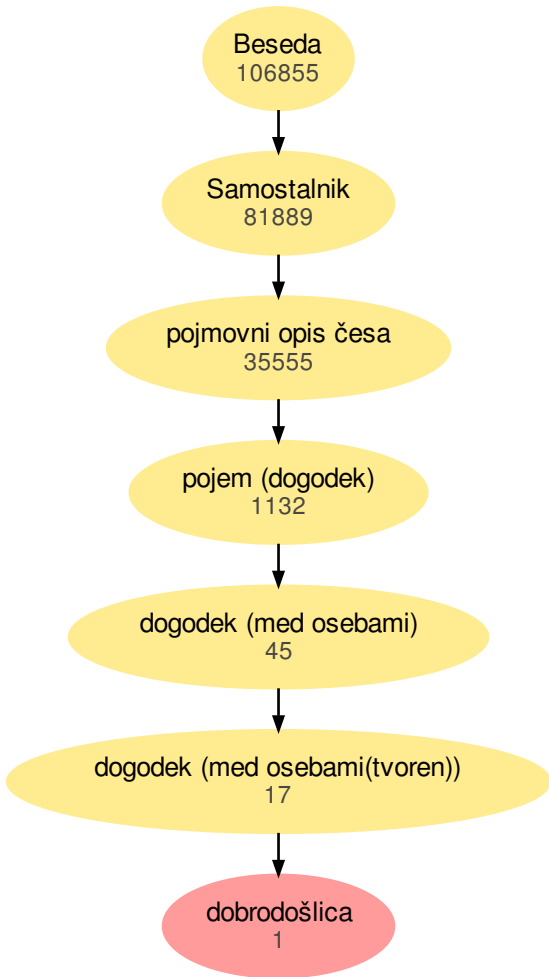 Beseda
106855
Samostalnik
81889
pojmovni opis česa
35555
pojem (dogodek)
1132
dogodek (med osebami)
45
dogodek (med osebami(tvoren))
17
dobrodošlica
1